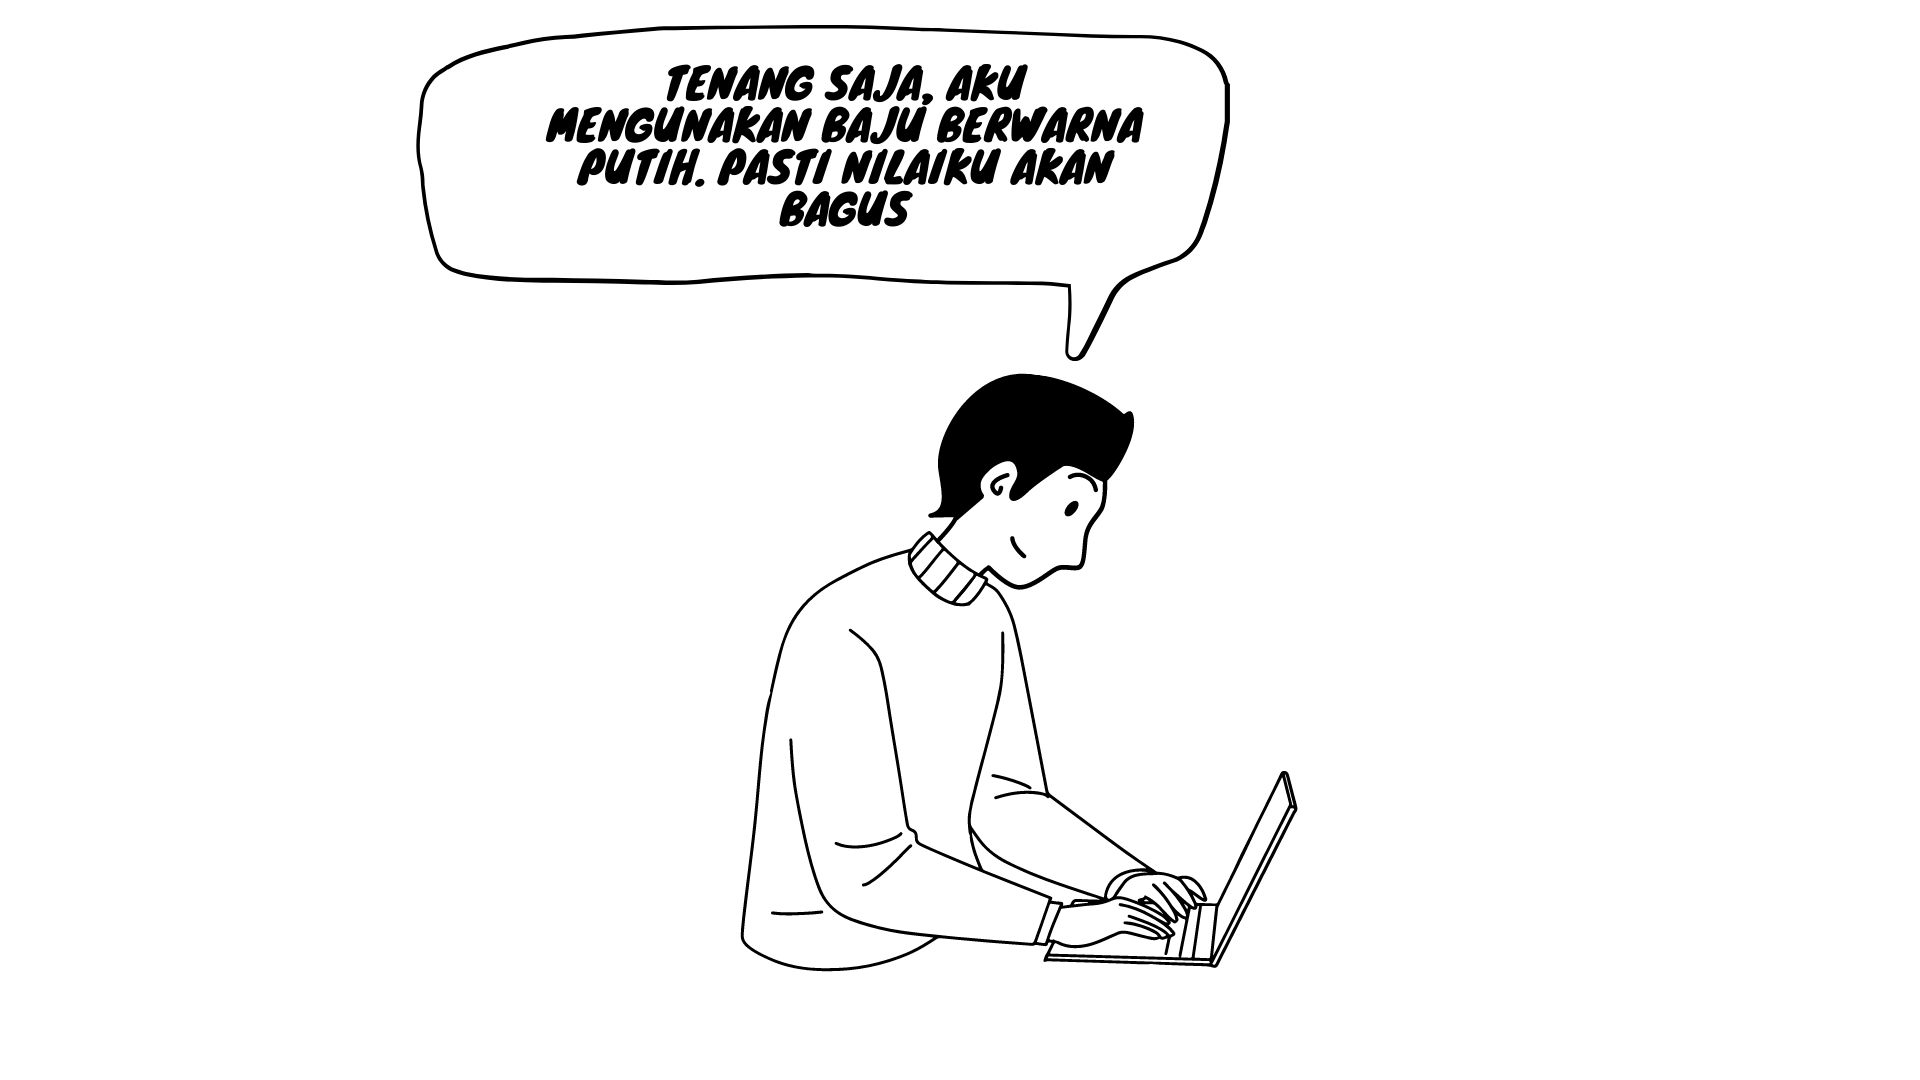 TENANG SAJA, AKU
MENGUNAKAN BAJU BERWARNA
PUTIH. PASTI NILAIKU AKAN
BAGUS